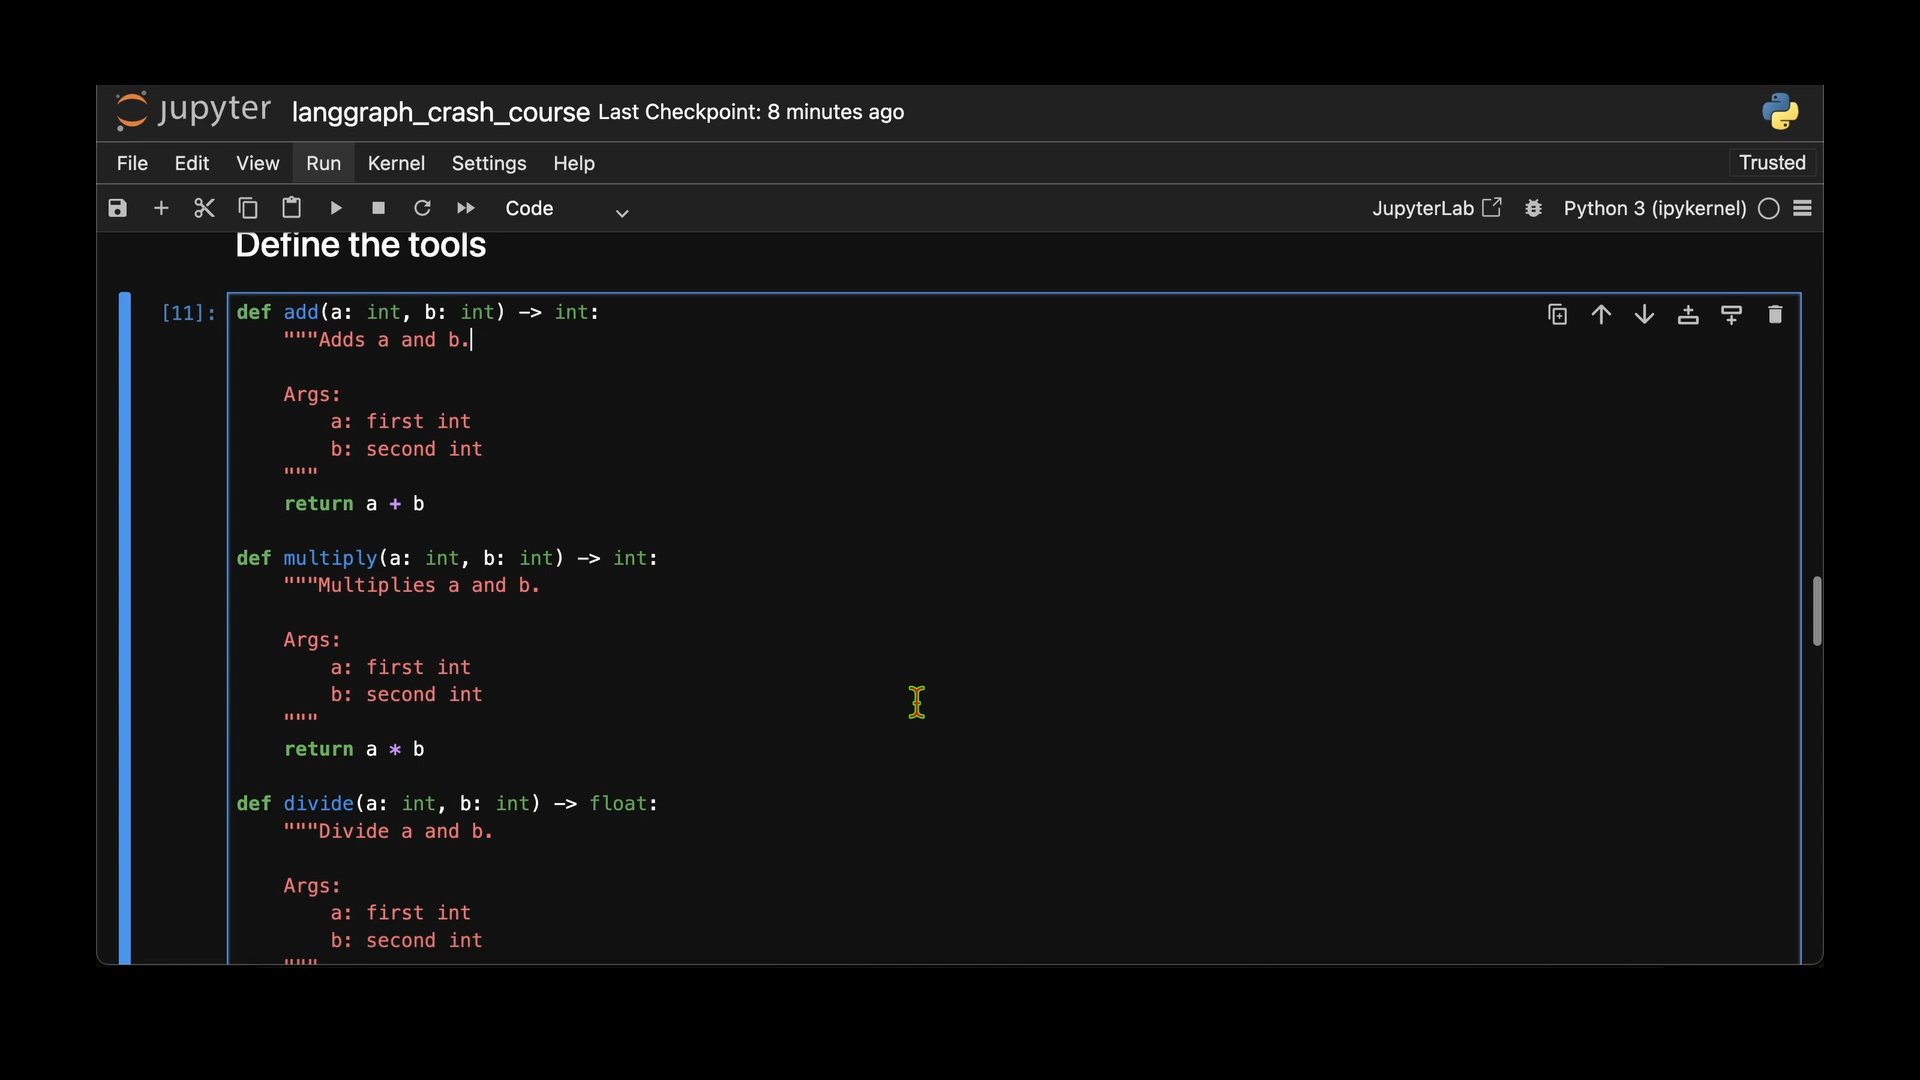 jupyter langgraph_crash_course Last Checkpoint: 8 minutes ago
File Edit View Run Kernel Settings Help Trusted
Code JupyterLab Python 3 (ipykernel)
Define the tools
[11]: def add(a: int, b: int) -> int:
"""Adds a and b.
Args:
a: first int
b: second int
"""
return a + b
def multiply(a: int, b: int) -> int:
"""Multiplies a and b.
Args:
a: first int
b: second int
"""
return a * b
def divide(a: int, b: int) -> float:
"""Divide a and b.
Args:
a: first int
b: second int
"""